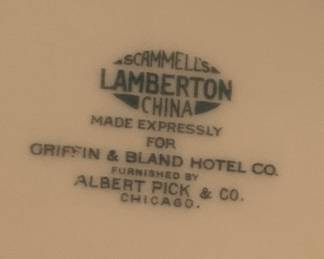 SCAMMELL'S
LAMBERTON
CHINA
MADE EXPRESSLY
FOR
GRIFFIN & BLAND HOTEL CO.
FURNISHED BY
ALBERT PICK & CO.
CHICAGO.